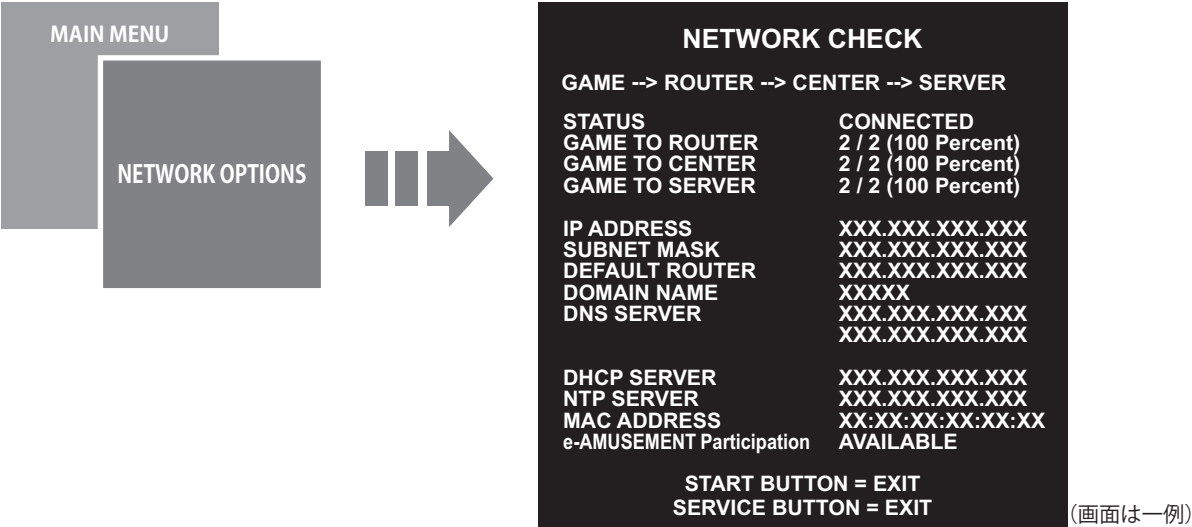 MAIN MENU
NETWORK OPTIONS
NETWORK CHECK
GAME --> ROUTER --> CENTER --> SERVER
STATUS CONNECTED
GAME TO ROUTER 2 / 2 (100 Percent)
GAME TO CENTER 2 / 2 (100 Percent)
GAME TO SERVER 2 / 2 (100 Percent)
IP ADDRESS XXX.XXX.XXX.XXX
SUBNET MASK XXX.XXX.XXX.XXX
DEFAULT ROUTER XXX.XXX.XXX.XXX
DOMAIN NAME XXXXX
DNS SERVER XXX.XXX.XXX.XXX
XXX.XXX.XXX.XXX
DHCP SERVER XXX.XXX.XXX.XXX
NTP SERVER XXX.XXX.XXX.XXX
MAC ADDRESS XX:XX:XX:XX:XX:XX
e-AMUSEMENT Participation AVAILABLE
START BUTTON = EXIT
SERVICE BUTTON = EXIT
(画面は一例)